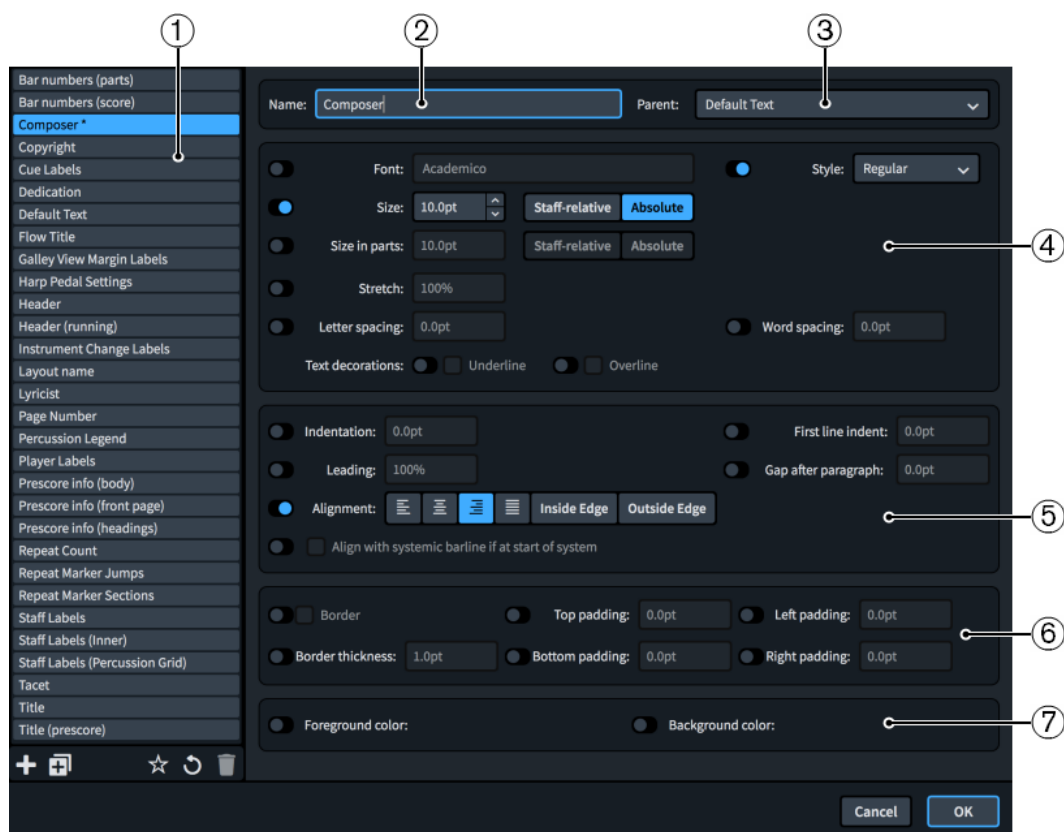 ① ② ③
Bar numbers (parts)
Bar numbers (score)
Composer *
Copyright
Cue Labels
Dedication
Default Text
Flow Title
Galley View Margin Labels
Harp Pedal Settings
Header
Header (running)
Instrument Change Labels
Layout name
Lyricist
Page Number
Percussion Legend
Player Labels
Prescore info (body)
Prescore info (front page)
Prescore info (headings)
Repeat Count
Repeat Marker Jumps
Repeat Marker Sections
Staff Labels
Staff Labels (Inner)
Staff Labels (Percussion Grid)
Tacet
Title
Title (prescore)
Name: Composer Parent: Default Text
Font: Academico Style: Regular
Size: 10.0pt Staff-relative Absolute
Size in parts: 10.0pt Staff-relative Absolute
④
Stretch: 100%
Letter spacing: 0.0pt Word spacing: 0.0pt
Text decorations: Underline Overline
Indentation: 0.0pt First line indent: 0.0pt
Leading: 100% Gap after paragraph: 0.0pt
Alignment: Inside Edge Outside Edge
⑤
Align with systemic barline if at start of system
Border Top padding: 0.0pt Left padding: 0.0pt
⑥
Border thickness: 1.0pt Bottom padding: 0.0pt Right padding: 0.0pt
Foreground color: Background color:
⑦
Cancel OK